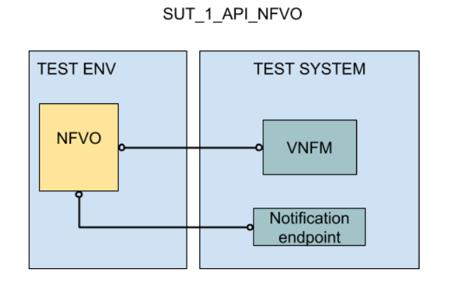 SUT_1_API_NFVO
TEST ENV
TEST SYSTEM
NFVO
VNFM
Notification
endpoint